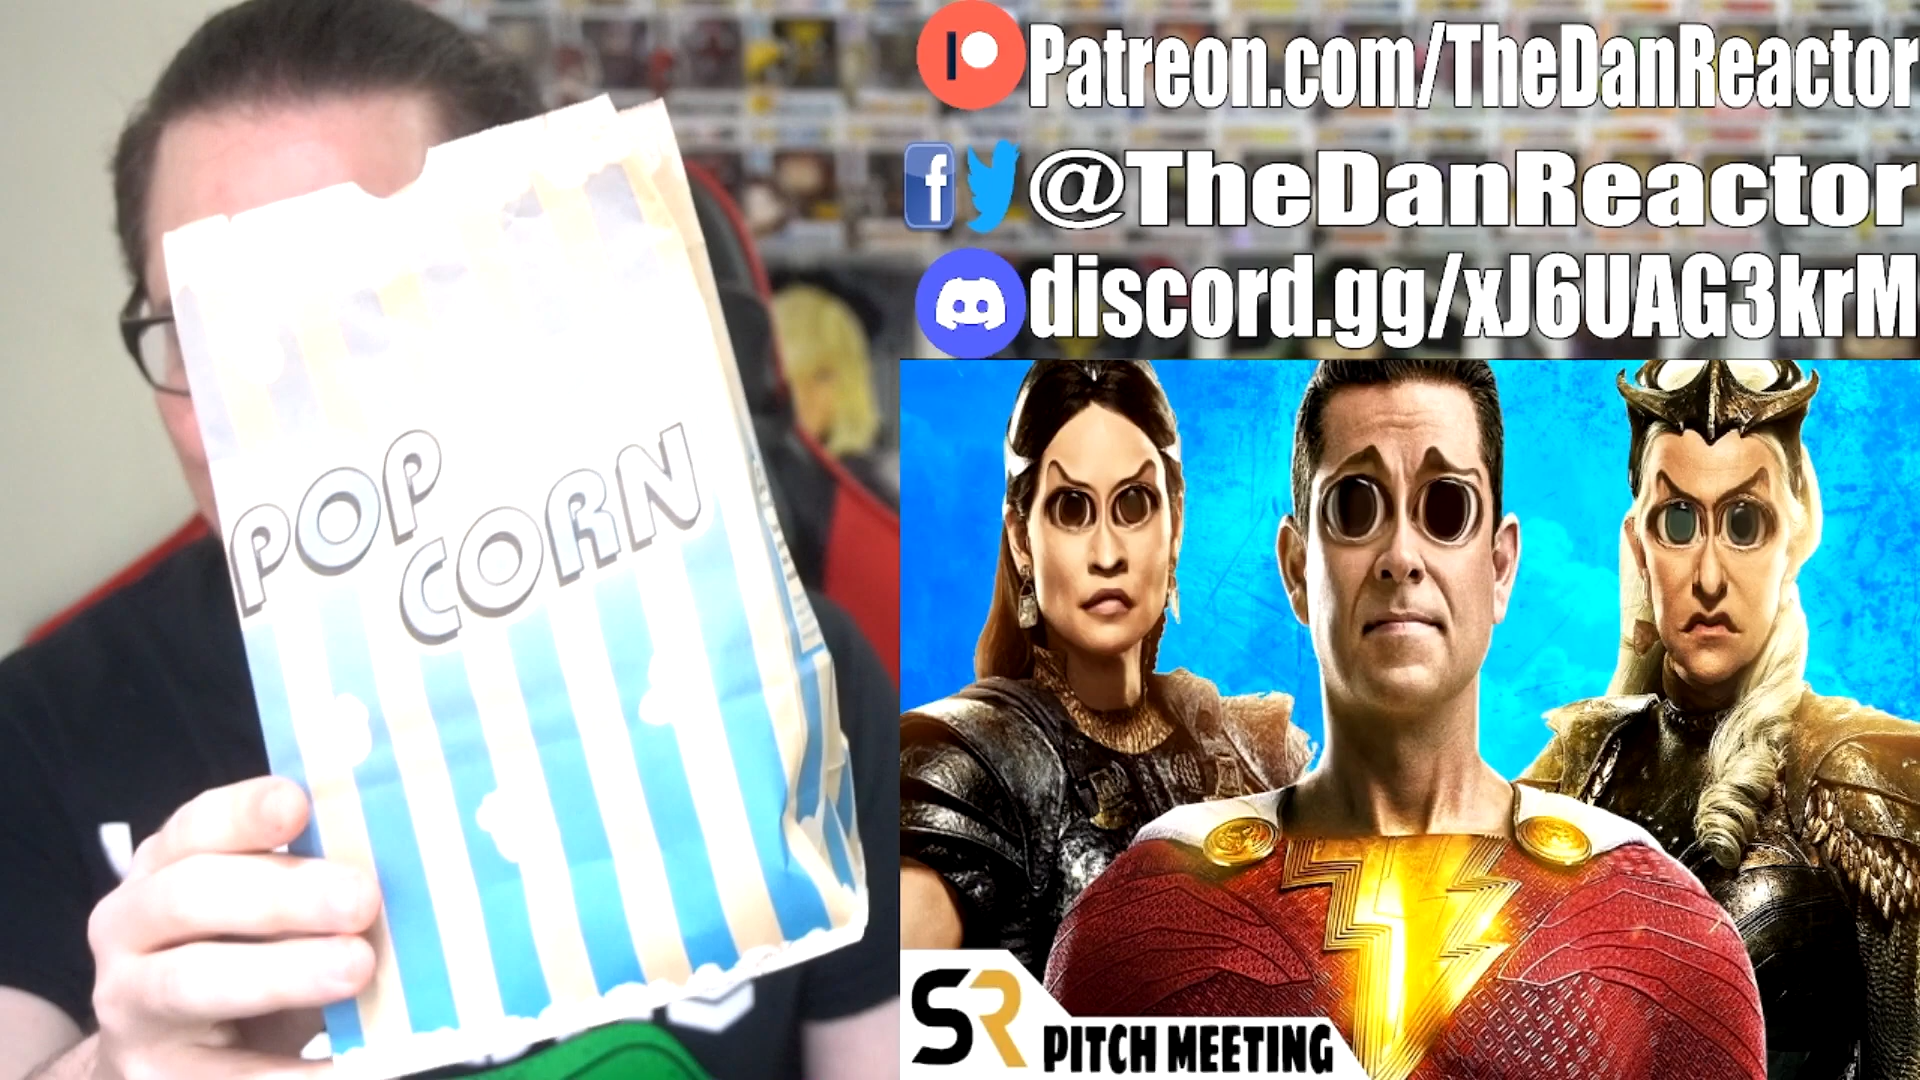 Patreon.com/TheDanReactor
@TheDanReactor
discord.gg/xJ6UAG3krM
POP
CORN
SR
PITCH MEETING